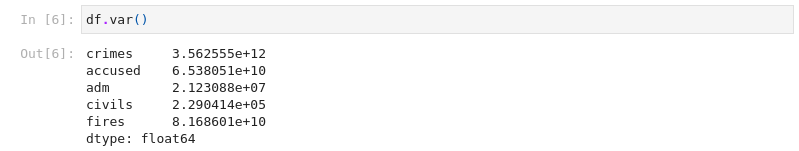 In [6]: df.var()
Out[6]: crimes     3.562555e+12
accused    6.538051e+10
adm        2.123088e+07
civils     2.290414e+05
fires      8.168601e+10
dtype: float64